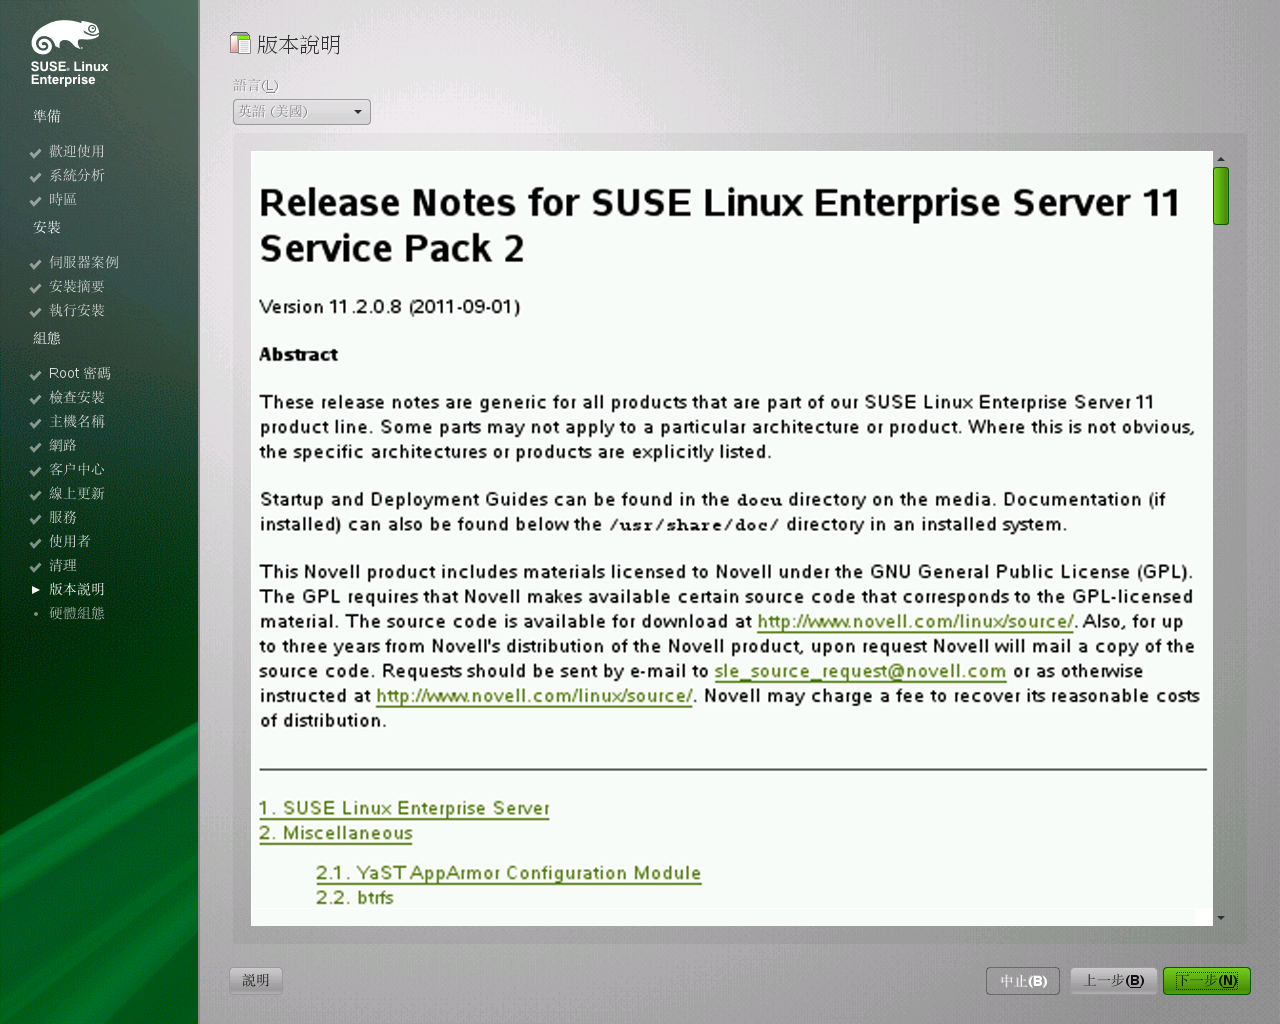 SUSE® Linux
Enterprise
準備
歡迎使用
系統分析
時區
安裝
伺服器案例
安裝摘要
執行安裝
組態
Root 密碼
檢查安裝
主機名稱
網路
客户中心
線上更新
服務
使用者
清理
版本說明
硬體組態
版本說明
語言(L)
英語 (美國)
Release Notes for SUSE Linux Enterprise Server 11
Service Pack 2
Version 11.2.0.8 (2011-09-01)
Abstract
These release notes are generic for all products that are part of our SUSE Linux Enterprise Server 11
product line. Some parts may not apply to a particular architecture or product. Where this is not obvious,
the specific architectures or products are explicitly listed.
Startup and Deployment Guides can be found in the docu directory on the media. Documentation (if
installed) can also be found below the /usr/share/doc/ directory in an installed system.
This Novell product includes materials licensed to Novell under the GNU General Public License (GPL).
The GPL requires that Novell makes available certain source code that corresponds to the GPL-licensed
material. The source code is available for download at http://www.novell.com/linux/source/. Also, for up
to three years from Novell's distribution of the Novell product, upon request Novell will mail a copy of the
source code. Requests should be sent by e-mail to sle_source_request@novell.com or as otherwise
instructed at http://www.novell.com/linux/source/. Novell may charge a fee to recover its reasonable costs
of distribution.
1. SUSE Linux Enterprise Server
2. Miscellaneous
2.1. YaST AppArmor Configuration Module
2.2. btrfs
説明
中止(B)
上一步(B)
下一步(N)